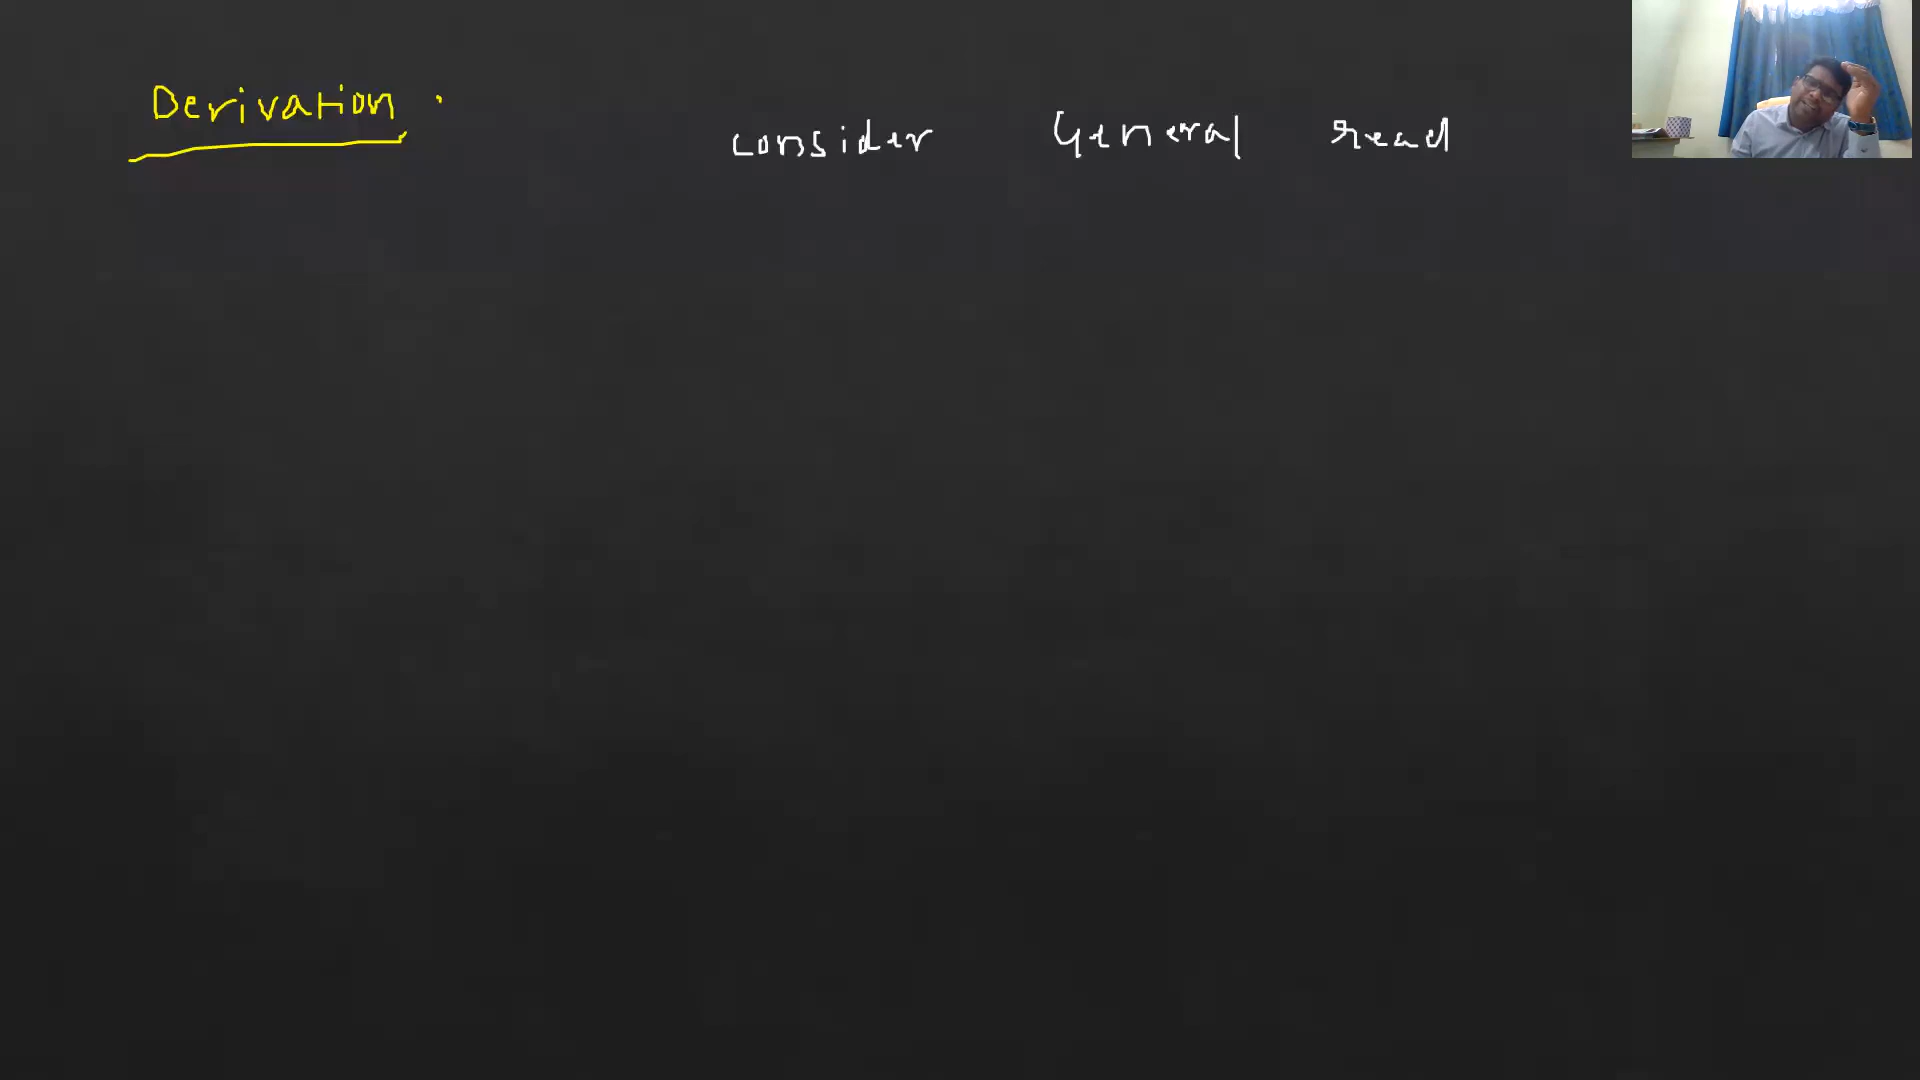 Derivation .
consider General read